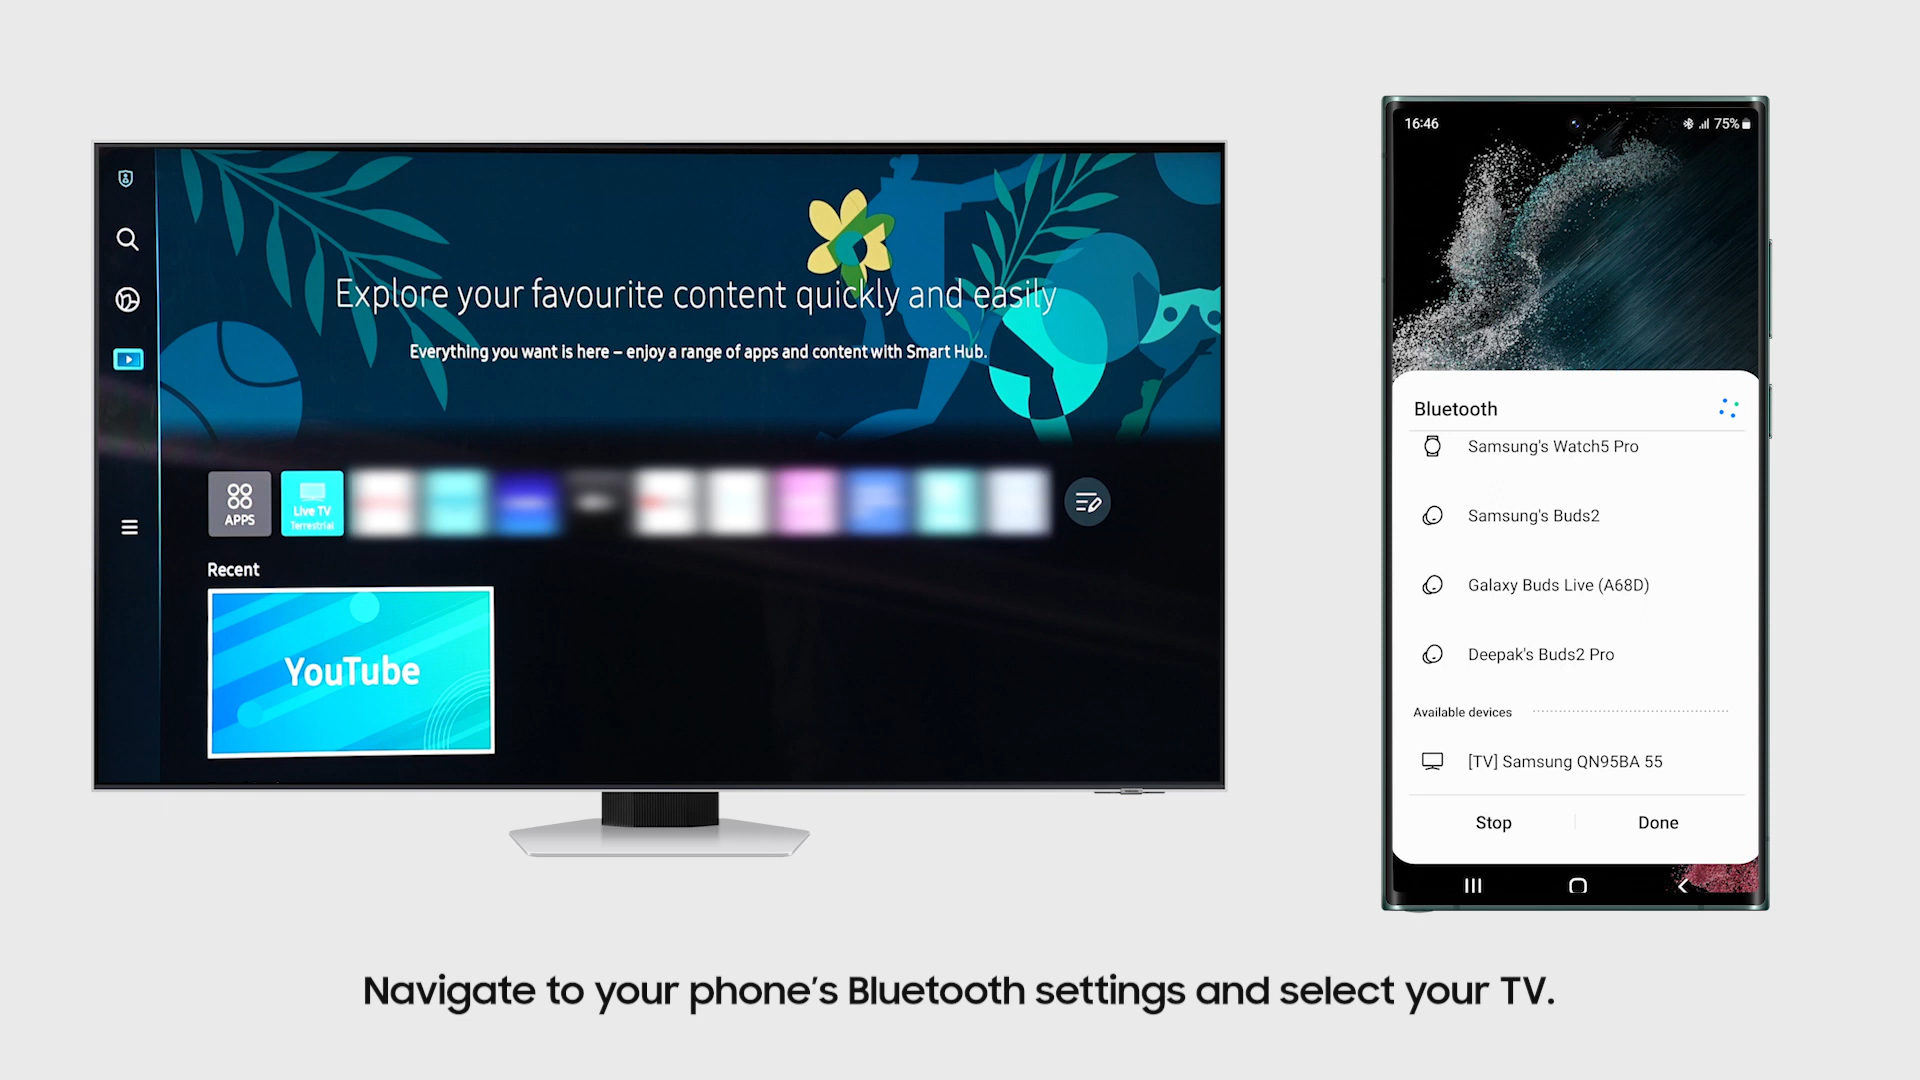 Explore your favourite content quickly and easily
Everything you want is here – enjoy a range of apps and content with Smart Hub.
APPS
Live TV
Terrestrial
Recent
YouTube
16:46
75%
Bluetooth
Samsung's Watch5 Pro
Samsung's Buds2
Galaxy Buds Live (A68D)
Deepak's Buds2 Pro
Available devices
[TV] Samsung QN95BA 55
Stop
Done
Navigate to your phone's Bluetooth settings and select your TV.